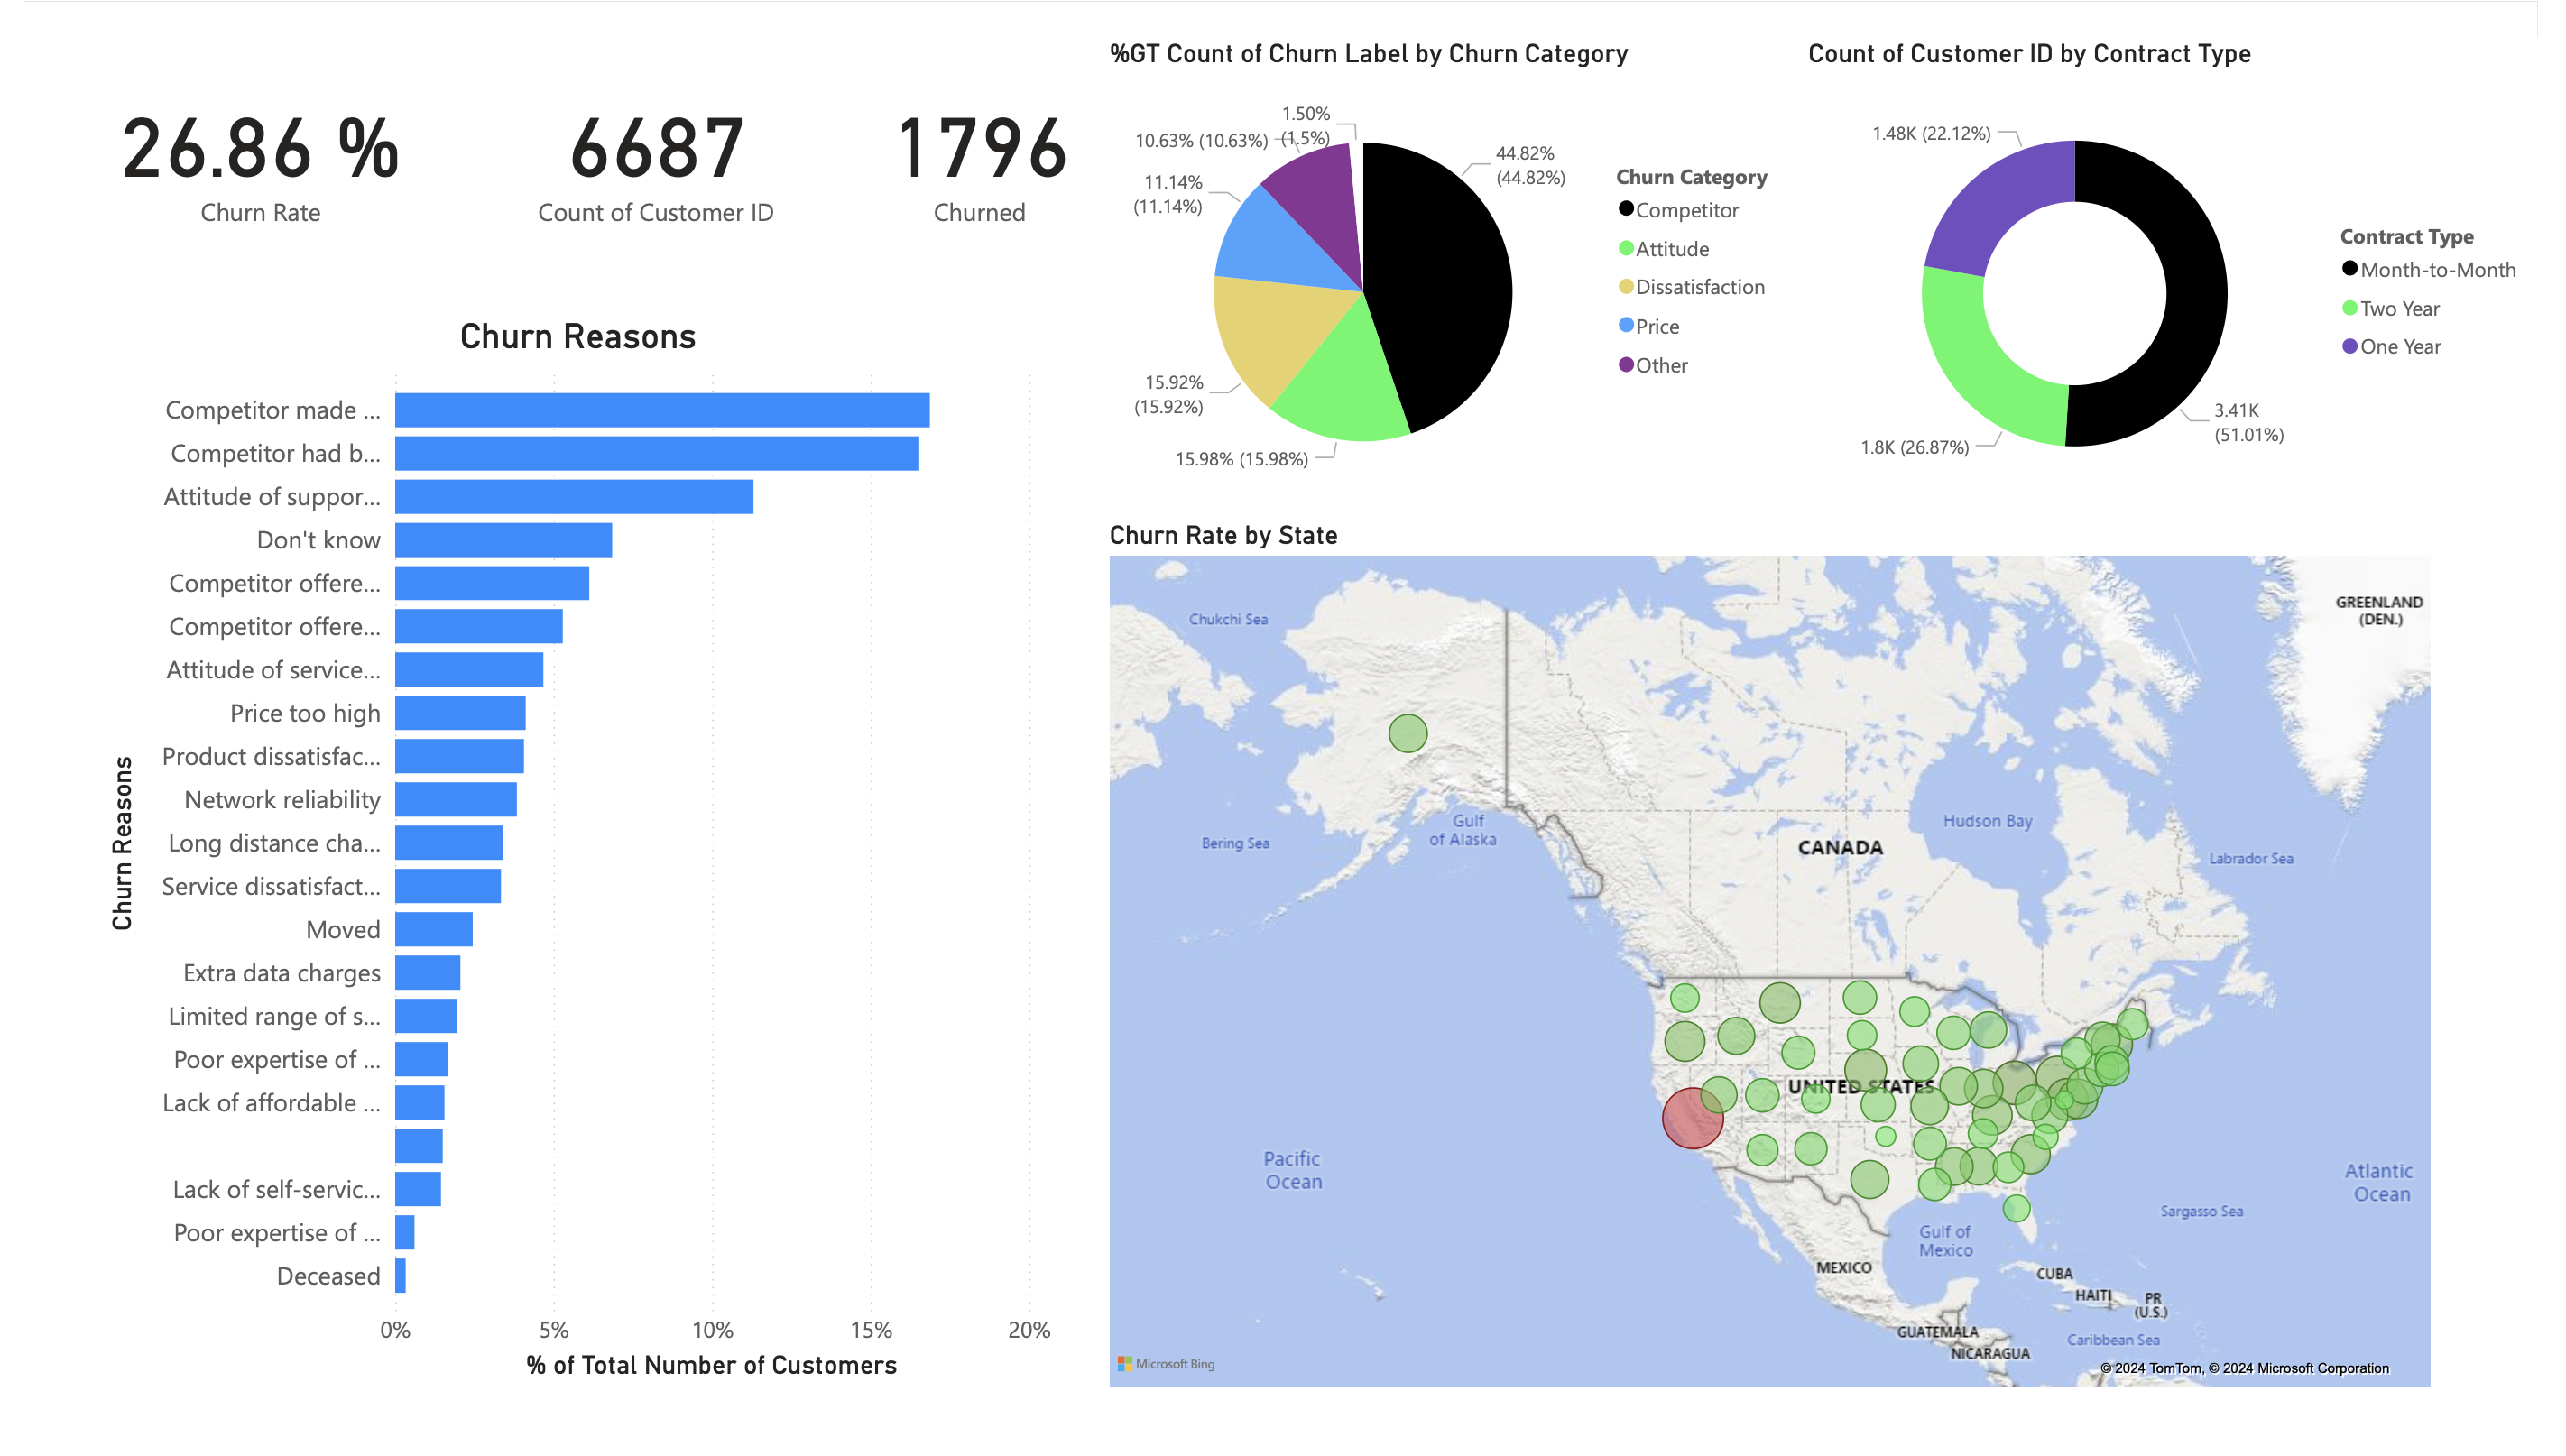 26.86 %
Churn Rate
6687
Count of Customer ID
1796
Churned
%GT Count of Churn Label by Churn Category
1.50%
(1.5%)
10.63% (10.63%)
11.14%
(11.14%)
15.92%
(15.92%)
15.98% (15.98%)
44.82%
(44.82%)
Churn Category
Competitor
Attitude
Dissatisfaction
Price
Other
Count of Customer ID by Contract Type
1.48K (22.12%)
1.8K (26.87%)
3.41K
(51.01%)
Contract Type
Month-to-Month
Two Year
One Year
Churn Reasons
Churn Reasons
Competitor made ...
Competitor had b...
Attitude of suppor...
Don't know
Competitor offere...
Competitor offere...
Attitude of service...
Price too high
Product dissatisfac...
Network reliability
Long distance cha...
Service dissatisfact...
Moved
Extra data charges
Limited range of s...
Poor expertise of ...
Lack of affordable ...
Lack of self-servic...
Poor expertise of ...
Deceased
0%
5%
10%
15%
20%
% of Total Number of Customers
Churn Rate by State
Chukchi Sea
GREENLAND
(DEN.)
Bering Sea
Gulf
of Alaska
CANADA
Hudson Bay
Labrador Sea
UNITED STATES
Pacific
Ocean
Atlantic
Ocean
Sargasso Sea
Gulf of
Mexico
MEXICO
CUBA
HAITI
PR
(U.S.)
GUATEMALA
Caribbean Sea
NICARAGUA
Microsoft Bing
© 2024 TomTom, © 2024 Microsoft Corporation